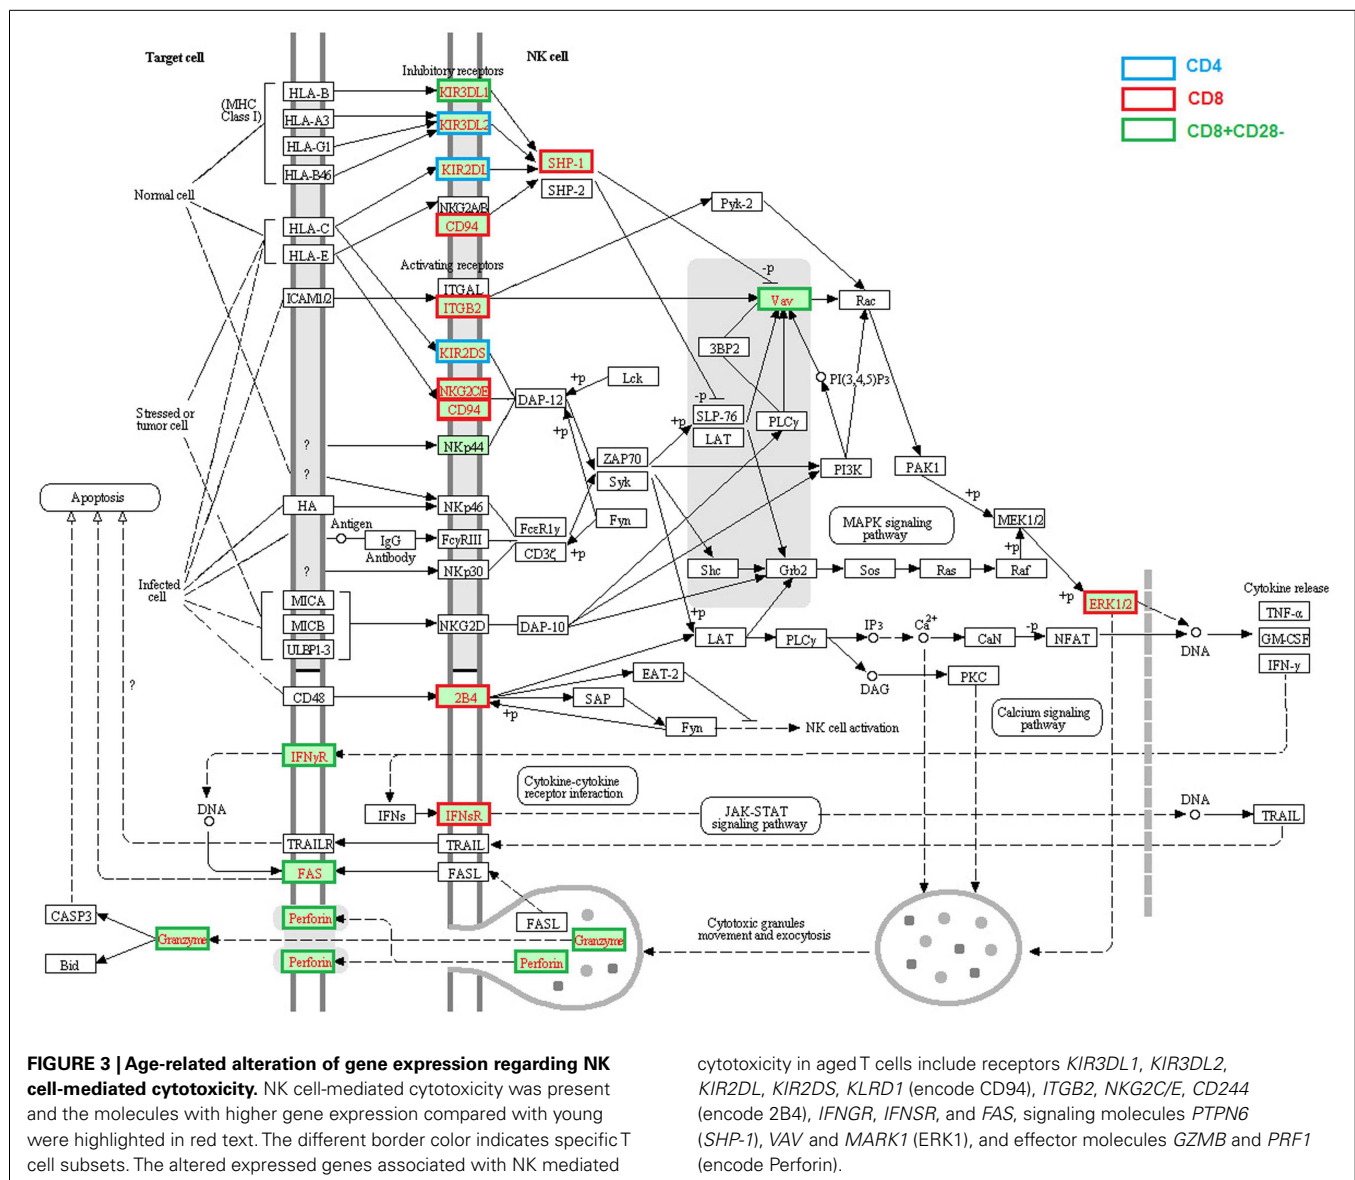 Target cell
NK cell
CD4
CD8
CD8+CD28-
Inhibitory receptors
(MHC
Class I)
HLA-B
HLA-A3
HLA-G1
HLA-B46
KIR3DL1
KIR3DL2
KIR2DL
SHP-1
SHP-2
Normal cell
NKG2A/B
CD94
Pyk-2
HLA-C
HLA-E
Activating receptors
ICAM1/2
ITGAL
ITGB2
-p
Vav
Rac
KIR2DS
3BP2
PI(3,4,5)P3
NKG2C/E
CD94
DAP-12
+p
Lck
Stressed or
tumor cell
-p
SLP-76
LAT
PLCγ
+p
+p
?
NKp44
ZAP70
Syk
PI3K
PAK1
?
Apoptosis
HA
NKp46
Antigen
IgG
Antibody
FcγRIII
FcεR1γ
CD3ζ
Fyn
+p
+p
MEK1/2
MAPK signaling
pathway
+p
Infected
cell
?
NKp30
Shc
Grb2
Sos
Ras
Raf
Cytokine release
MICA
MICB
ULBP1-3
+p
ERK1/2
TNF-α
GM-CSF
IFN-γ
NKG2D
DAP-10
+p
LAT
PLCγ
IP3
Ca2+
CaN
-p
NFAT
DNA
DAG
PKC
?
CD48
2B4
+p
EAT-2
SAP
Fyn
NK cell activation
Calcium signaling
pathway
IFNγR
Cytokine-cytokine
receptor interaction
DNA
IFNs
IFNsR
JAK-STAT
signaling pathway
DNA
TRAIL
TRAILR
TRAIL
FAS
FASL
CASP3
Bid
Granzyme
Perforin
Perforin
FASL
Granzyme
Perforin
Cytotoxic granules
movement and exocytosis
FIGURE 3 | Age-related alteration of gene expression regarding NK
cell-mediated cytotoxicity. NK cell-mediated cytotoxicity was present
and the molecules with higher gene expression compared with young
were highlighted in red text. The different border color indicates specific T
cell subsets. The altered expressed genes associated with NK mediated
cytotoxicity in aged T cells include receptors KIR3DL1, KIR3DL2,
KIR2DL, KIR2DS, KLRD1 (encode CD94), ITGB2, NKG2C/E, CD244
(encode 2B4), IFNGR, IFNSR, and FAS, signaling molecules PTPN6
(SHP-1), VAV and MARK1 (ERK1), and effector molecules GZMB and PRF1
(encode Perforin).